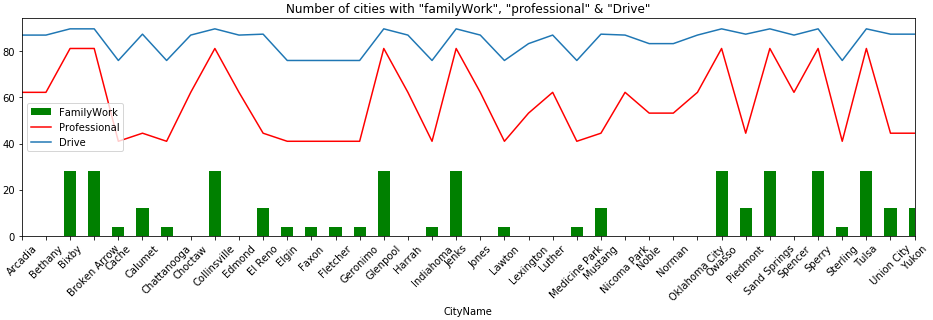 Number of cities with "familyWork", "professional" & "Drive"
80
60
40
20
0
FamilyWork
Professional
Drive
Arcadia
Bethany
Bixby
Broken Arrow
Cache
Calumet
Chattanooga
Choctaw
Collinsville
Edmond
El Reno
Elgin
Faxon
Fletcher
Geronimo
Glenpool
Harrah
Indiahoma
Jenks
Jones
Lawton
Lexington
Luther
Medicine Park
Mustang
Nicoma Park
Noble
Norman
Oklahoma City
Owasso
Piedmont
Sand Springs
Spencer
Sperry
Sterling
Tulsa
Union City
Yukon
CityName